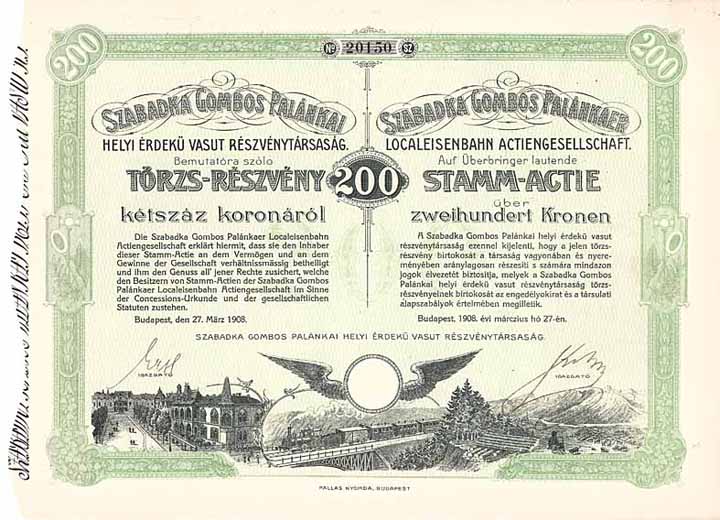 № 20150 SZ
200
200
SZABADKA GOMBOS PALÁNKAI
HELYI ÉRDEKŰ VASUT RÉSZVÉNYTÁRSASÁG.
Bemutatóra szóló
TÖRZS-RÉSZVÉNY
kétszáz koronáról
Die Szabadka Gombos Palánkaer Localeisenbahn
Actiengesellschaft erklärt hiermit, dass sie den Inhaber
dieser Stamm-Actie an dem Vermögen und an dem
Gewinne der Gesellschaft verhältnissmässig betheiligt
und ihm den Genuss all' jener Rechte zusichert, welche
den Besitzern von Stamm-Actien der Szabadka Gombos
Palánkaer Localeisenbahn Actiengesellschaft im Sinne
der Concessions-Urkunde und der gesellschaftlichen
Statuten zustehen.
Budapest, den 27. März 1908.
200
SZABADKA GOMBOS PALÁNKAER
LOCALEISENBAHN ACTIENGESELLSCHAFT.
Auf Überbringer lautende
STAMM-ACTIE
über
zweihundert Kronen
A Szabadka Gombos Palánkai helyi érdekü vasut
részvénytársaság ezennel kijelenti, hogy a jelen törzs-
részvény birtokosát a társaság vagyonában és nyere-
ményében aránylagosan részesíti s számára mindazon
jogok élvezetét biztosítja, melyek a Szabadka Gombos
Palánkai helyi érdekü vasut részvénytársaság törzs-
részvényeinek birtokosát az engedélyokirat és a társulati
alapszabályok értelmében megilletik.
Budapest, 1908. évi márczius hó 27-én.
SZABADKA GOMBOS PALÁNKAI HELYI ÉRDEKŰ VASUT RÉSZVÉNYTÁRSASÁG.
IGAZGATÓ
IGAZGATÓ
PALLAS NYOMDA, BUDAPEST